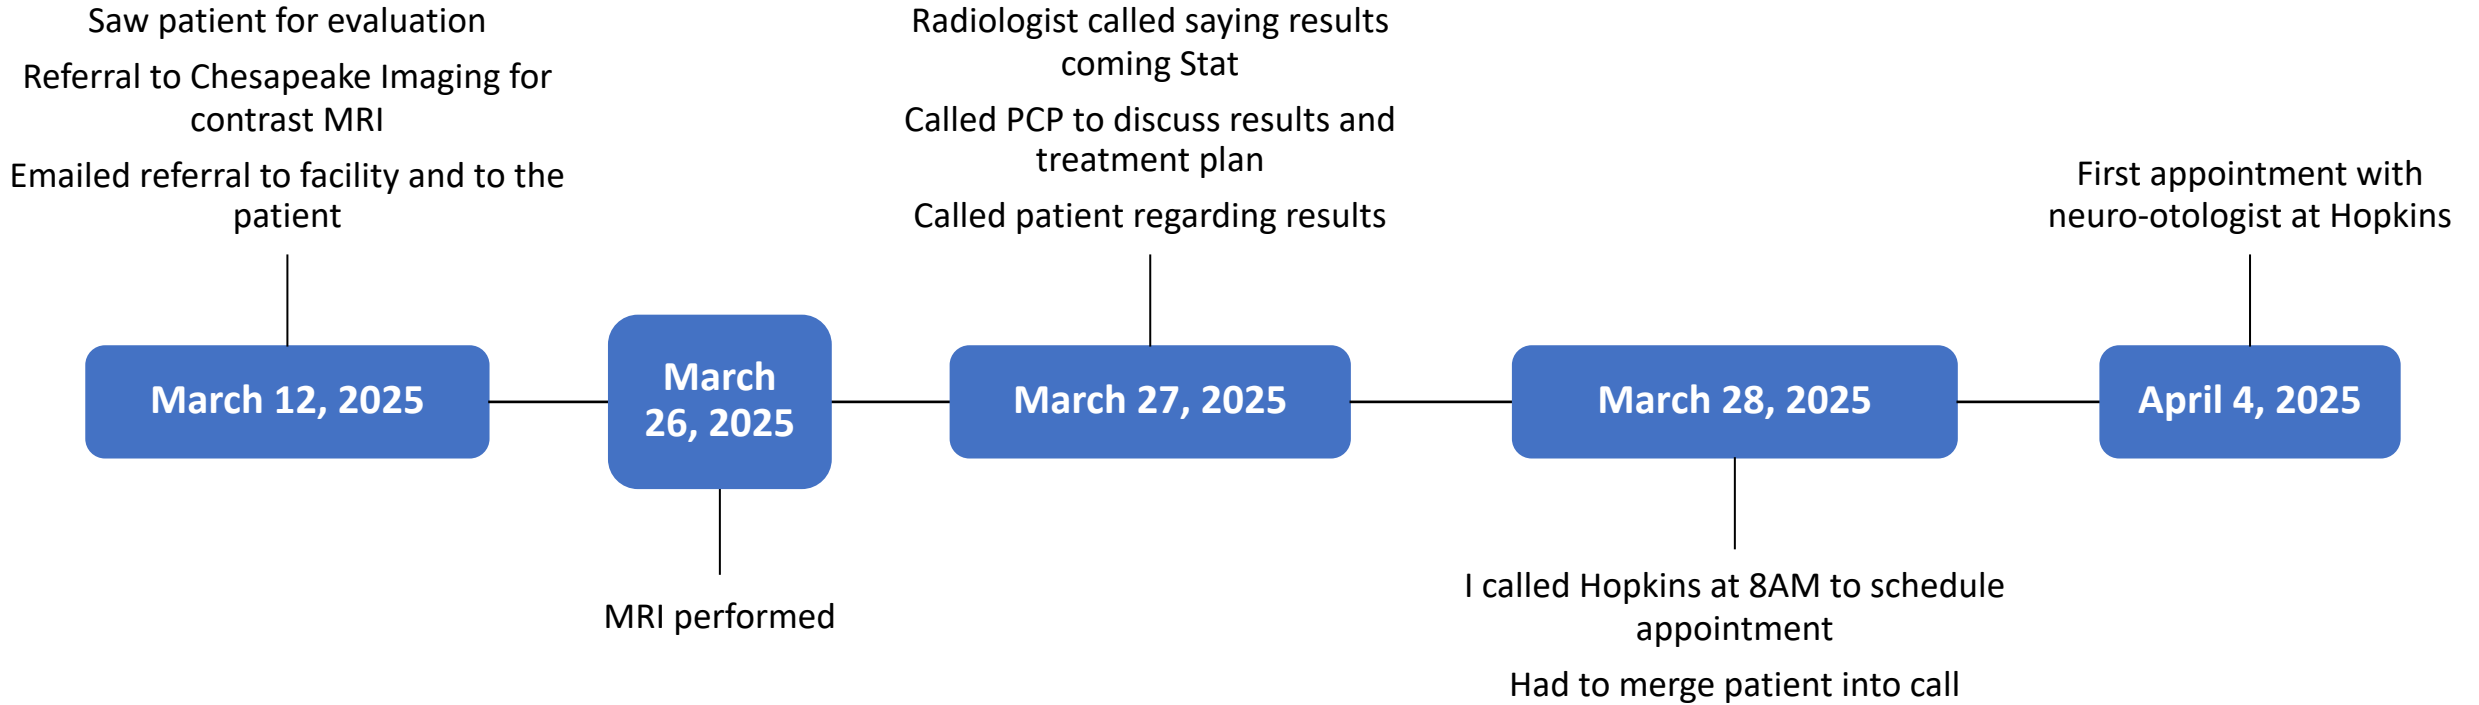 Saw patient for evaluation
Referral to Chesapeake Imaging for
contrast MRI
Emailed referral to facility and to the
patient
March 12, 2025
March
26, 2025
MRI performed
Radiologist called saying results
coming Stat
Called PCP to discuss results and
treatment plan
Called patient regarding results
March 27, 2025
March 28, 2025
I called Hopkins at 8AM to schedule
appointment
Had to merge patient into call
First appointment with
neuro-otologist at Hopkins
April 4, 2025